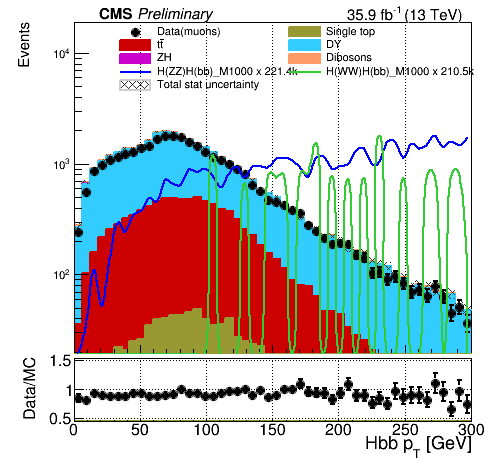 CMS Preliminary
35.9 fb⁻¹ (13 TeV)
Events
10⁴
10³
10²
Data(muons)
Single top
tt̄
DY
ZH
Dibosons
H(ZZ)H(bb)_M1000 x 221.4k
H(WW)H(bb)_M1000 x 210.5k
Total stat uncertainty
Data/MC
1.5
1
0.5
0 50 100 150 200 250 300
Hbb p_T [GeV]